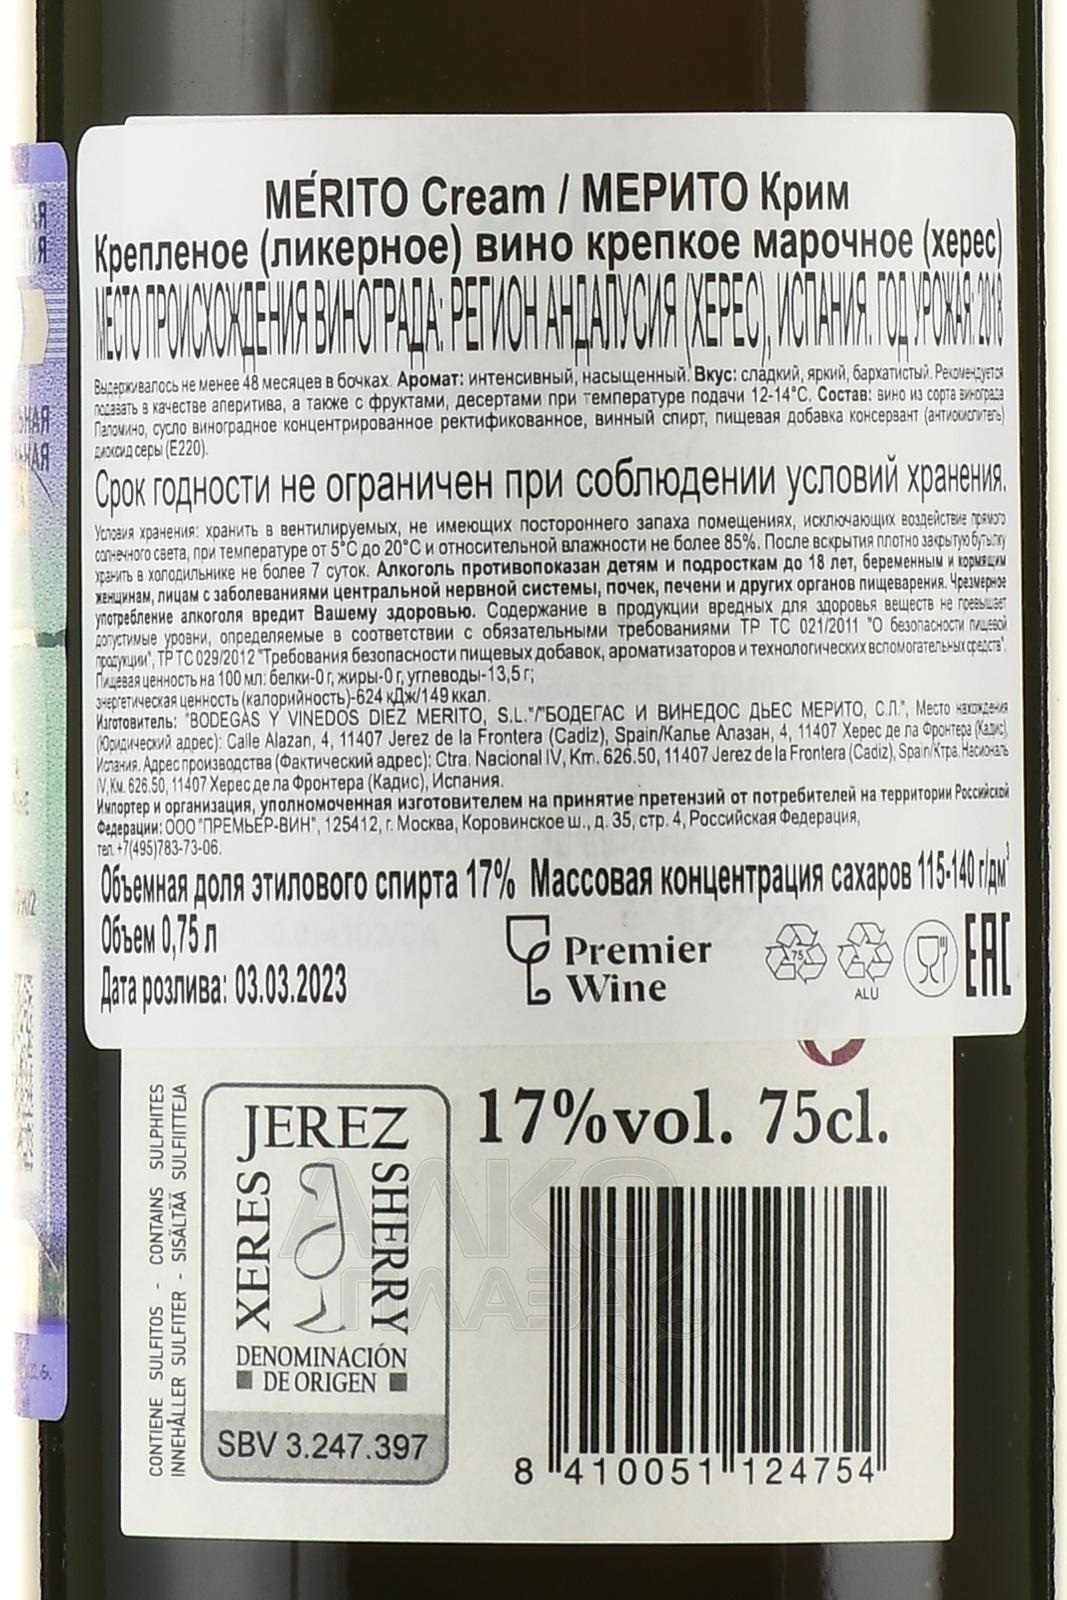 MÉRITO Cream / МЕРИТО Крим
Крепленое (ликерное) вино крепкое марочное (херес)
МЕСТО ПРОИСХОЖДЕНИЯ ВИНОГРАДА: РЕГИОН АНДАЛУСИЯ (ХЕРЕС), ИСПАНИЯ. ГОД УРОЖАЯ: 2018
Выдерживалось не менее 48 месяцев в бочках. Аромат: интенсивный, насыщенный. Вкус: сладкий, яркий, бархатистый. Рекомендуется
подавать в качестве аперитива, а также с фруктами, десертами при температуре подачи 12-14°С. Состав: вино из сорта винограда
Паломино, сусло виноградное концентрированное ректификованное, винный спирт, пищевая добавка консервант (антиокислитель)
диоксид серы (Е220).
Срок годности не ограничен при соблюдении условий хранения.
Условия хранения: хранить в вентилируемых, не имеющих постороннего запаха помещениях, исключающих воздействие прямого
солнечного света, при температуре от 5°С до 20°С и относительной влажности не более 85%. После вскрытия плотно закрытую бутылку
хранить в холодильнике не более 7 суток. Алкоголь противопоказан детям и подросткам до 18 лет, беременным и кормящим
женщинам, лицам с заболеваниями центральной нервной системы, почек, печени и других органов пищеварения. Чрезмерное
употребление алкоголя вредит Вашему здоровью. Содержание в продукции вредных для здоровья веществ не превышает
допустимые уровни, определяемые в соответствии с обязательными требованиями ТР ТС 021/2011 "О безопасности пищевой
продукции", ТР ТС 029/2012 "Требования безопасности пищевых добавок, ароматизаторов и технологических вспомогательных средств".
Пищевая ценность на 100 мл: белки-0 г, жиры-0 г, углеводы-13,5 г;
энергетическая ценность (калорийность)-624 кДж/149 ккал.
Изготовитель: "BODEGAS Y VINEDOS DIEZ MERITO, S.L."/"БОДЕГАС И ВИНЕДОС ДЬЕС МЕРИТО, С.Л.", Место нахождения
(Юридический адрес): Calle Alazan, 4, 11407 Jerez de la Frontera (Cadiz), Spain/Калье Алазан, 4, 11407 Херес де ла Фронтера (Кадис),
Испания. Адрес производства (Фактический адрес): Ctra. Nacional IV, Km. 626.50, 11407 Jerez de la Frontera (Cadiz), Spain/Ктра. Насиональ
IV, Км. 626.50, 11407 Херес де ла Фронтера (Кадис), Испания.
Импортер и организация, уполномоченная изготовителем на принятие претензий от потребителей на территории Российской
Федерации: ООО "ПРЕМЬЕР-ВИН", 125412, г. Москва, Коровинское ш., д. 35, стр. 4, Российская Федерация,
тел. +7(495)783-73-06.
Объемная доля этилового спирта 17% Массовая концентрация сахаров 115-140 г/дм³
Объем 0,75 л
Дата розлива: 03.03.2023
Premier
Wine
75
ALU
EAC
CONTIENE SULFITOS - CONTAINS SULPHITES
INNEHÅLLER SULFITER - SISÄLTÄÄ SULFIITTEJA
JEREZ
XERES
SHERRY
DENOMINACIÓN
DE ORIGEN
SBV 3.247.397
17%vol. 75cl.
8 410051 124754
АЛКО
ПЛАЗА